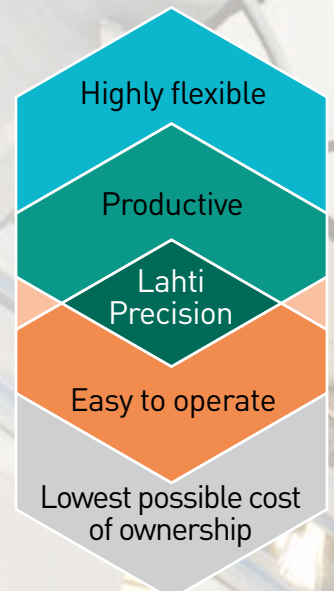 Highly flexible
Productive
Lahti
Precision
Easy to operate
Lowest possible cost
of ownership